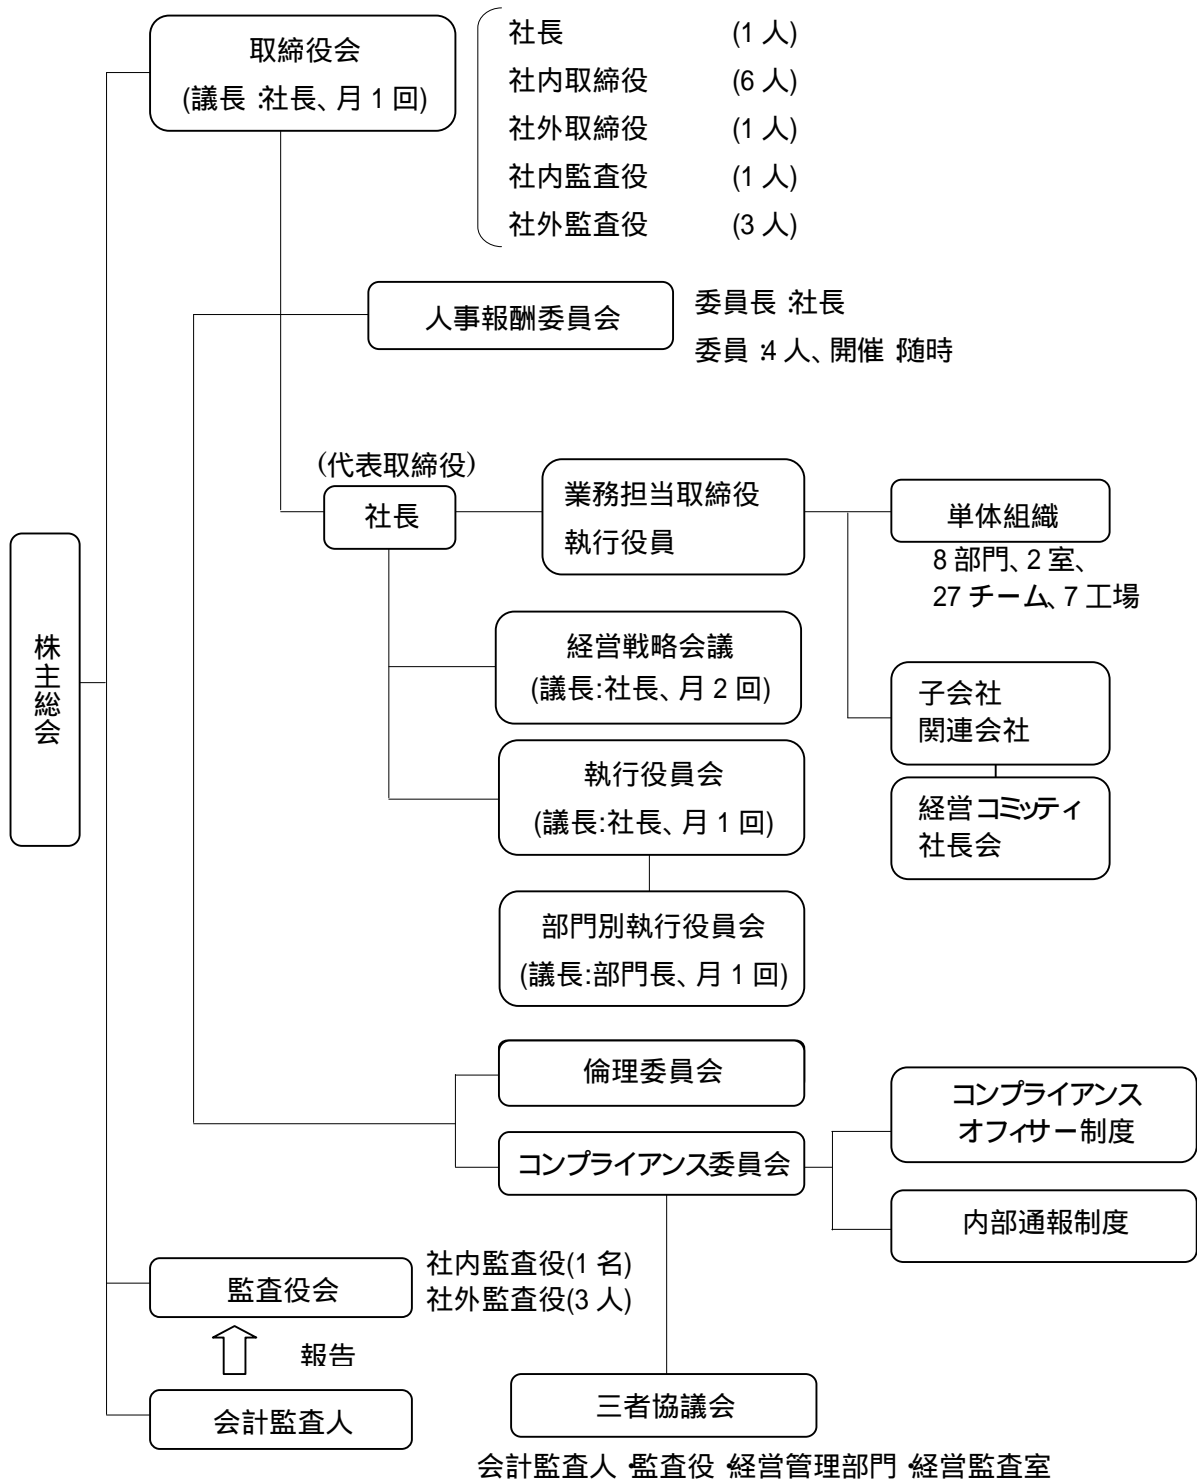 取締役会
(議長:社長、月1回)
社長 (1人)
社内取締役 (6人)
社外取締役 (1人)
社内監査役 (1人)
社外監査役 (3人)
人事報酬委員会
委員長:社長
委員:4人、開催:随時
(代表取締役)
社長
業務担当取締役
執行役員
単体組織
8部門、2室、
27チーム、7工場
株主総会
経営戦略会議
(議長:社長、月2回)
子会社
関連会社
執行役員会
(議長:社長、月1回)
経営コミッティ
社長会
部門別執行役員会
(議長:部門長、月1回)
倫理委員会
コンプライアンス委員会
コンプライアンス
オフィサー制度
内部通報制度
監査役会
社内監査役(1名)
社外監査役(3人)
報告
会計監査人
三者協議会
会計監査人・監査役・経営管理部門・経営監査室